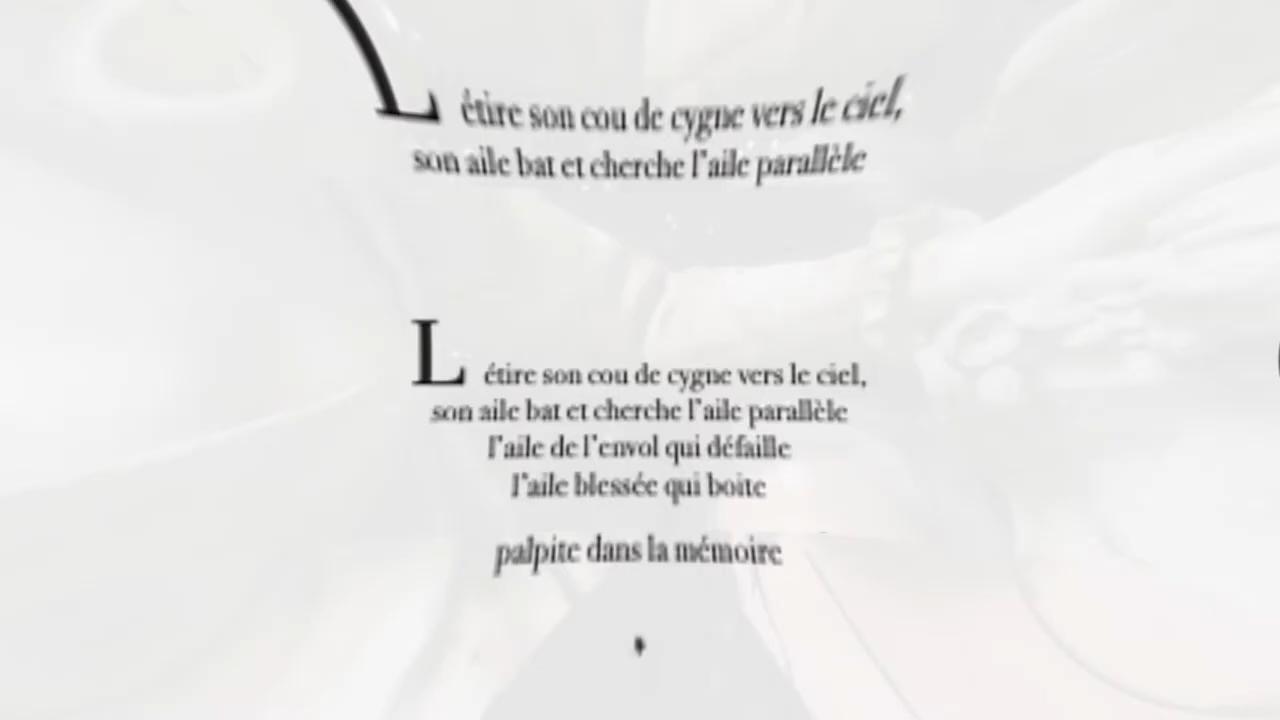 L étire son cou de cygne vers le ciel,
son aile bat et cherche l'aile parallèle
L étire son cou de cygne vers le ciel,
son aile bat et cherche l'aile parallèle
l'aile de l'envol qui défaille
l'aile blessée qui boite
palpite dans la mémoire